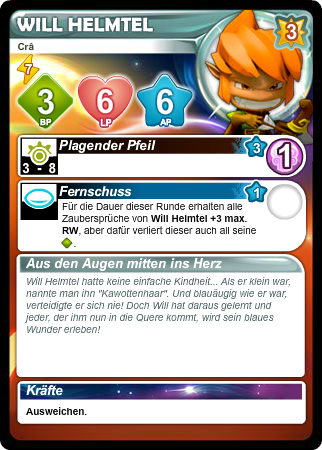 WILL HELMTEL
3
Crâ
7
3
BP
6
LP
6
AP
Plagender Pfeil
3
1
3 - 8
Fernschuss
1
Für die Dauer dieser Runde erhalten alle
Zaubersprüche von Will Helmtel +3 max.
RW, aber dafür verliert dieser auch all seine
.
Aus den Augen mitten ins Herz
Will Helmtel hatte keine einfache Kindheit... Als er klein war,
nannte man ihn "Kawottenhaar". Und blauäugig wie er war,
verteidigte er sich nie! Doch Will hat daraus gelernt und
jeder, der ihm nun in die Quere kommt, wird sein blaues
Wunder erleben!
Kräfte
Ausweichen.